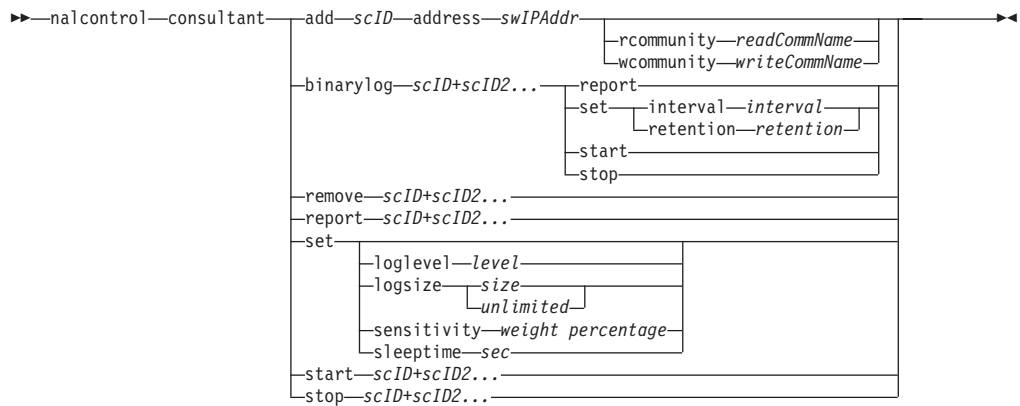 nalcontrol consultant add scID address swIPAddr
rcommunity readCommName
wcommunity writeCommName
binarylog scID+scID2... report
set interval interval
retention retention
start
stop
remove scID+scID2...
report scID+scID2...
set
loglevel level
logsize size
unlimited
sensitivity weight percentage
sleeptime sec
start scID+scID2...
stop scID+scID2...